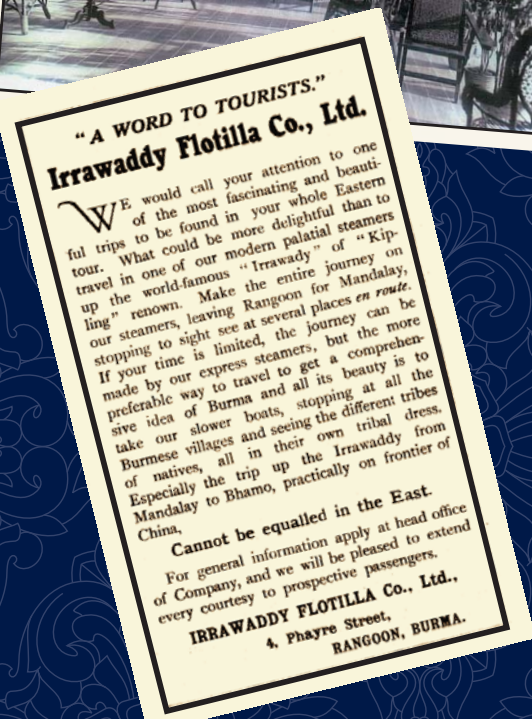 “A WORD TO TOURISTS.”
Irrawaddy Flotilla Co., Ltd.
WE would call your attention to one
of the most fascinating and beauti-
ful trips to be found in your whole Eastern
tour. What could be more delightful than to
travel in one of our modern palatial steamers
up the world-famous “Irrawady” of “Kip-
ling” renown. Make the entire journey on
our steamers, leaving Rangoon for Mandalay,
stopping to sight see at several places en route.
If your time is limited, the journey can be
made by our express steamers, but the more
preferable way to travel to get a comprehen-
sive idea of Burma and all its beauty is to
take our slower boats, stopping at all the
Burmese villages and seeing the different tribes
of natives, all in their own tribal dress.
Especially the trip up the Irrawaddy from
Mandalay to Bhamo, practically on frontier of
China,
Cannot be equalled in the East.
For general information apply at head office
of Company, and we will be pleased to extend
every courtesy to prospective passengers.
IRRAWADDY FLOTILLA Co., Ltd.,
4, Phayre Street,
RANGOON, BURMA.